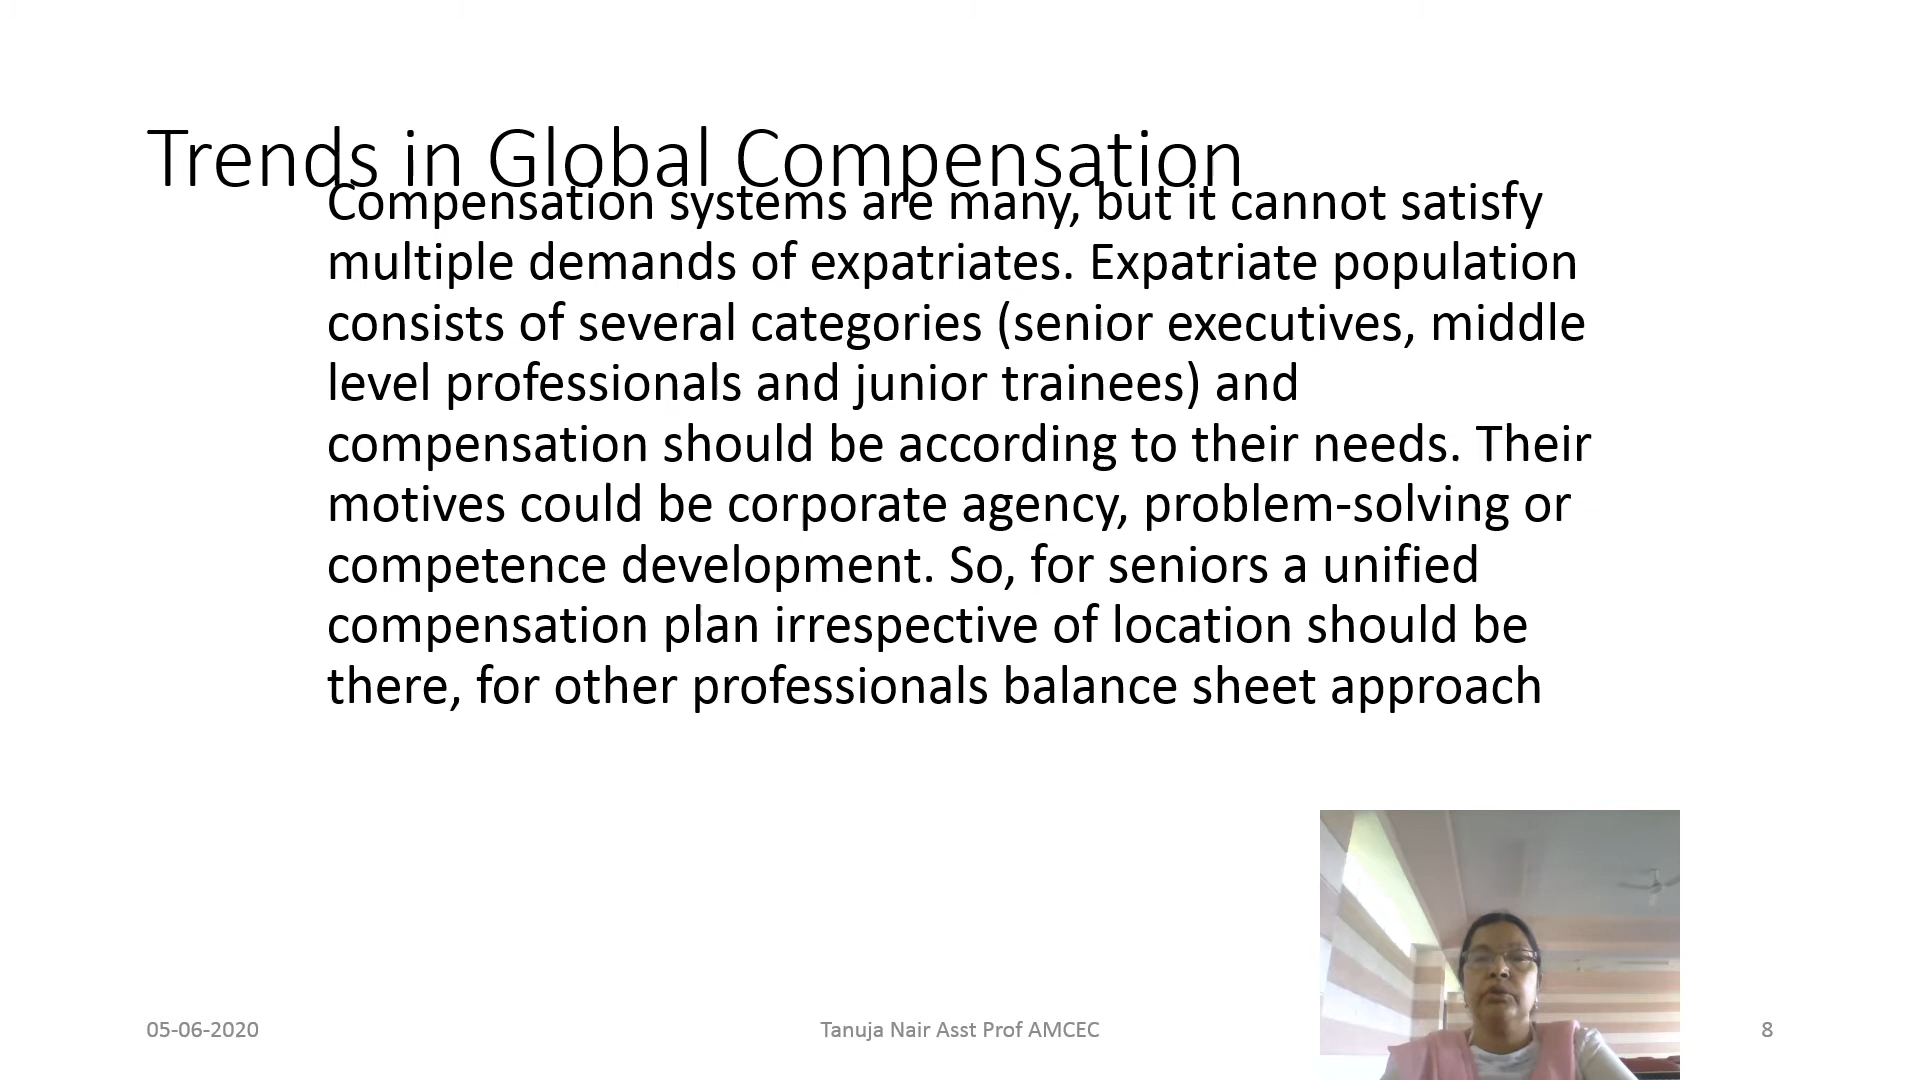 Trends in Global Compensation
Compensation systems are many, but it cannot satisfy
multiple demands of expatriates. Expatriate population
consists of several categories (senior executives, middle
level professionals and junior trainees) and
compensation should be according to their needs. Their
motives could be corporate agency, problem-solving or
competence development. So, for seniors a unified
compensation plan irrespective of location should be
there, for other professionals balance sheet approach
05-06-2020
Tanuja Nair Asst Prof AMCEC
8